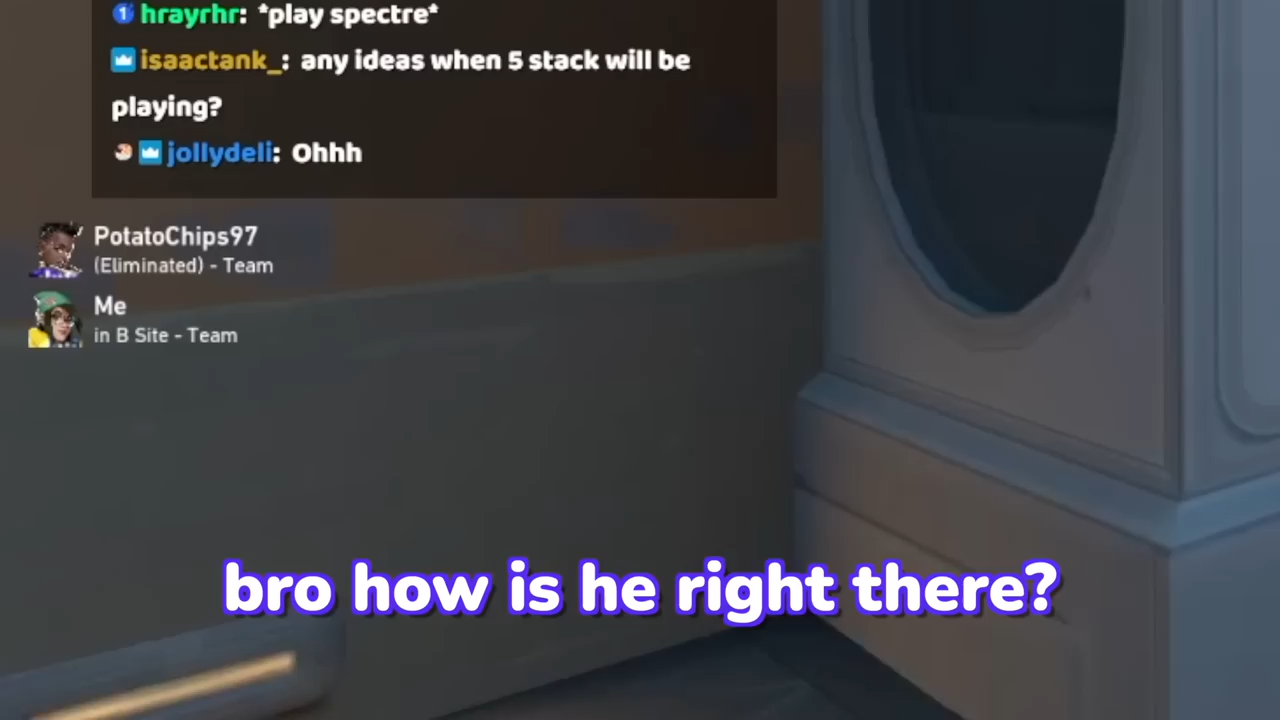 hrayrhr: *play spectre*
isaactank_: any ideas when 5 stack will be
playing?
jollydeli: Ohhh
PotatoChips97
(Eliminated) - Team
Me
in B Site - Team
bro how is he right there?